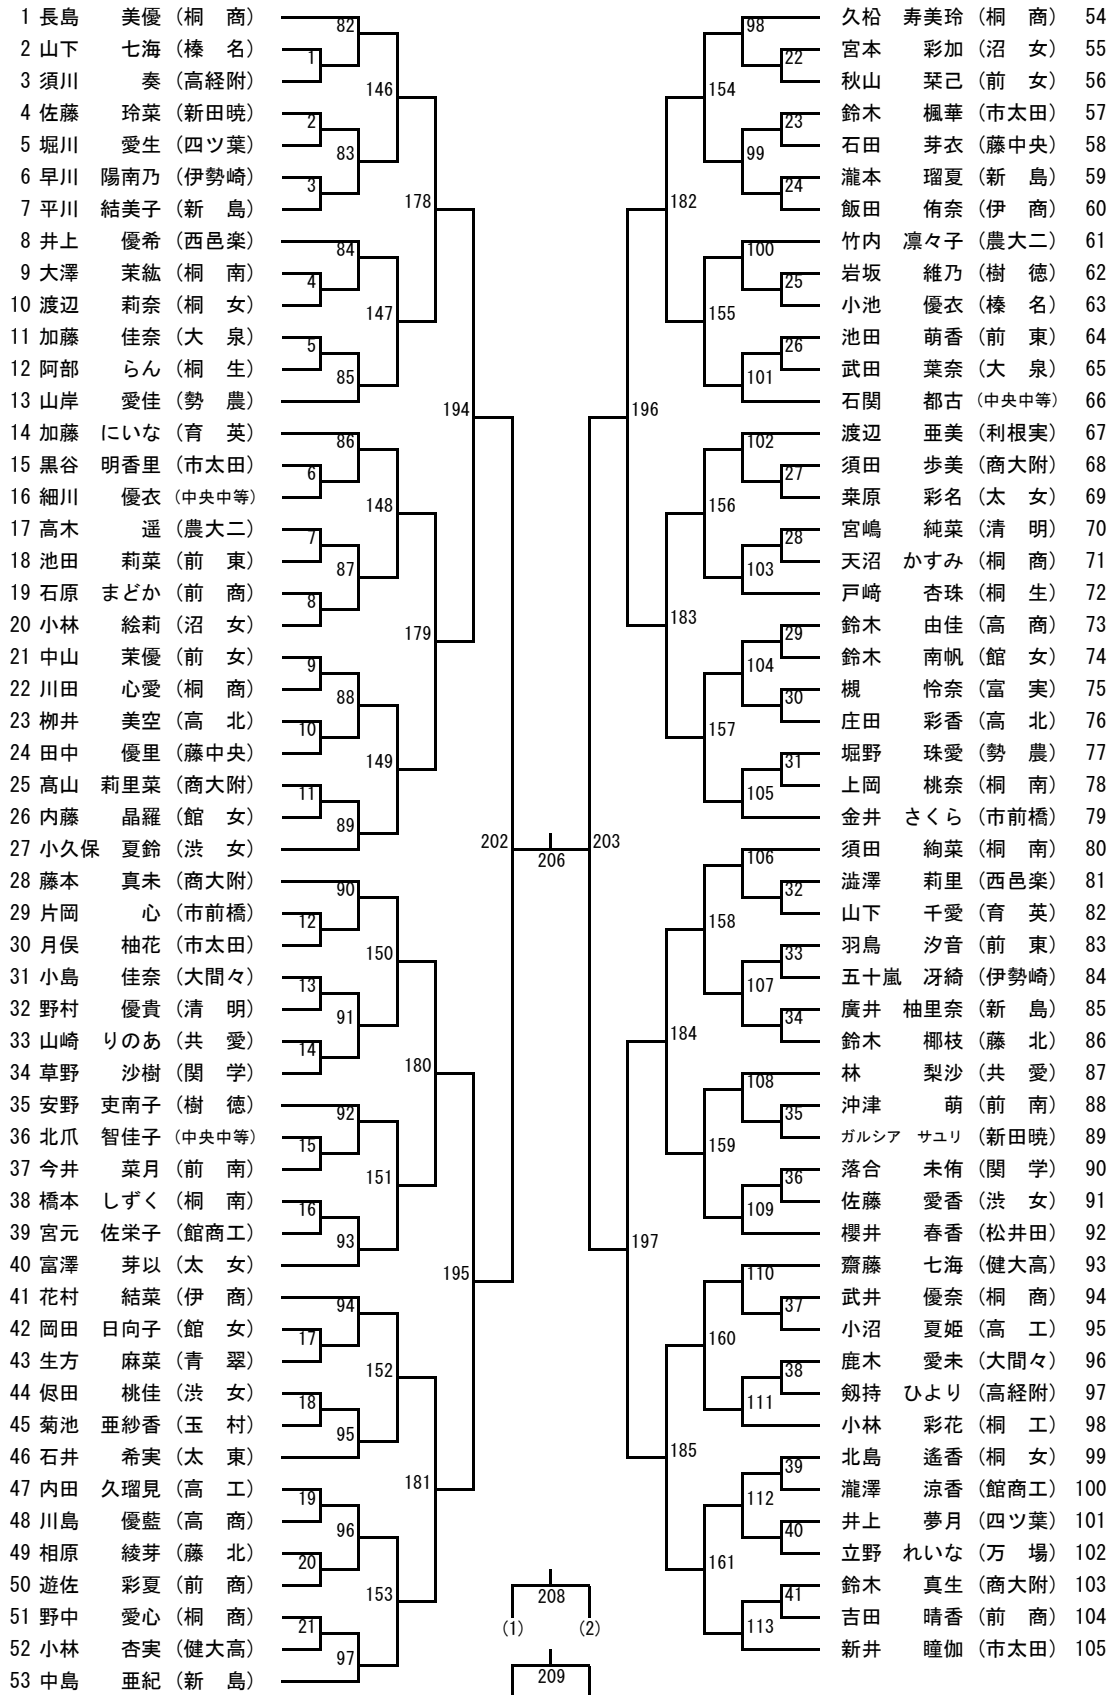 1 長島　美優（桐　商）
2 山下　七海（榛　名）
3 須川　奏（高経附）
4 佐藤　玲菜（新田暁）
5 堀川　愛生（四ツ葉）
6 早川　陽南乃（伊勢崎）
7 平川　結美子（新　島）
8 井上　優希（西邑楽）
9 大澤　茉紘（桐　南）
10 渡辺　莉奈（桐　女）
11 加藤　佳奈（大　泉）
12 阿部　らん（桐　生）
13 山岸　愛佳（勢　農）
14 加藤　にいな（育　英）
15 黒谷　明香里（市太田）
16 細川　優衣（中央中等）
17 高木　遥（農大二）
18 池田　莉菜（前　東）
19 石原　まどか（前　商）
20 小林　絵莉（沼　女）
21 中山　茉優（前　女）
22 川田　心愛（桐　商）
23 栁井　美空（高　北）
24 田中　優里（藤中央）
25 髙山　莉里菜（商大附）
26 内藤　晶羅（館　女）
27 小久保　夏鈴（渋　女）
28 藤本　真未（商大附）
29 片岡　心（市前橋）
30 月俣　柚花（市太田）
31 小島　佳奈（大間々）
32 野村　優貴（清　明）
33 山崎　りのあ（共　愛）
34 草野　沙樹（関　学）
35 安野　吏南子（樹　徳）
36 北爪　智佳子（中央中等）
37 今井　菜月（前　南）
38 橋本　しずく（桐　南）
39 宮元　佐栄子（館商工）
40 富澤　芽以（太　女）
41 花村　結菜（伊　商）
42 岡田　日向子（館　女）
43 生方　麻菜（青　翠）
44 侭田　桃佳（渋　女）
45 菊池　亜紗香（玉　村）
46 石井　希実（太　東）
47 内田　久瑠見（高　工）
48 川島　優藍（高　商）
49 相原　綾芽（藤　北）
50 遊佐　彩夏（前　商）
51 野中　愛心（桐　商）
52 小林　杏実（健大高）
53 中島　亜紀（新　島）
82
1
146
2
83
3
178
84
4
147
5
85
194
86
6
148
7
87
8
179
9
88
10
149
11
89
202
90
12
150
13
91
14
180
92
15
151
16
93
195
94
17
152
18
95
181
19
96
20
153
21
97
206
208
(1)　(2)
209
98
22
154
23
99
24
182
100
25
155
26
101
196
102
27
156
28
103
183
29
104
30
157
31
105
203
106
32
158
33
107
34
184
108
35
159
36
109
197
110
37
160
38
111
185
39
112
40
161
41
113
久松　寿美玲（桐　商）54
宮本　彩加（沼　女）55
秋山　栞己（前　女）56
鈴木　楓華（市太田）57
石田　芽衣（藤中央）58
瀧本　瑠夏（新　島）59
飯田　侑奈（伊　商）60
竹内　凛々子（農大二）61
岩坂　維乃（樹　徳）62
小池　優衣（榛　名）63
池田　萌香（前　東）64
武田　葉奈（大　泉）65
石関　都古（中央中等）66
渡辺　亜美（利根実）67
須田　歩美（商大附）68
桒原　彩名（太　女）69
宮嶋　純菜（清　明）70
天沼　かすみ（桐　商）71
戸﨑　杏珠（桐　生）72
鈴木　由佳（高　商）73
鈴木　南帆（館　女）74
槻　怜奈（富　実）75
庄田　彩香（高　北）76
堀野　珠愛（勢　農）77
上岡　桃奈（桐　南）78
金井　さくら（市前橋）79
須田　絢菜（桐　南）80
澁澤　莉里（西邑楽）81
山下　千愛（育　英）82
羽鳥　汐音（前　東）83
五十嵐　冴綺（伊勢崎）84
廣井　柚里奈（新　島）85
鈴木　椰枝（藤　北）86
林　梨沙（共　愛）87
沖津　萌（前　南）88
ガルシア　サユリ（新田暁）89
落合　未侑（関　学）90
佐藤　愛香（渋　女）91
櫻井　春香（松井田）92
齋藤　七海（健大高）93
武井　優奈（桐　商）94
小沼　夏姫（高　工）95
鹿木　愛未（大間々）96
剱持　ひより（高経附）97
小林　彩花（桐　工）98
北島　遙香（桐　女）99
瀧澤　涼香（館商工）100
井上　夢月（四ツ葉）101
立野　れいな（万　場）102
鈴木　真生（商大附）103
吉田　晴香（前　商）104
新井　瞳伽（市太田）105